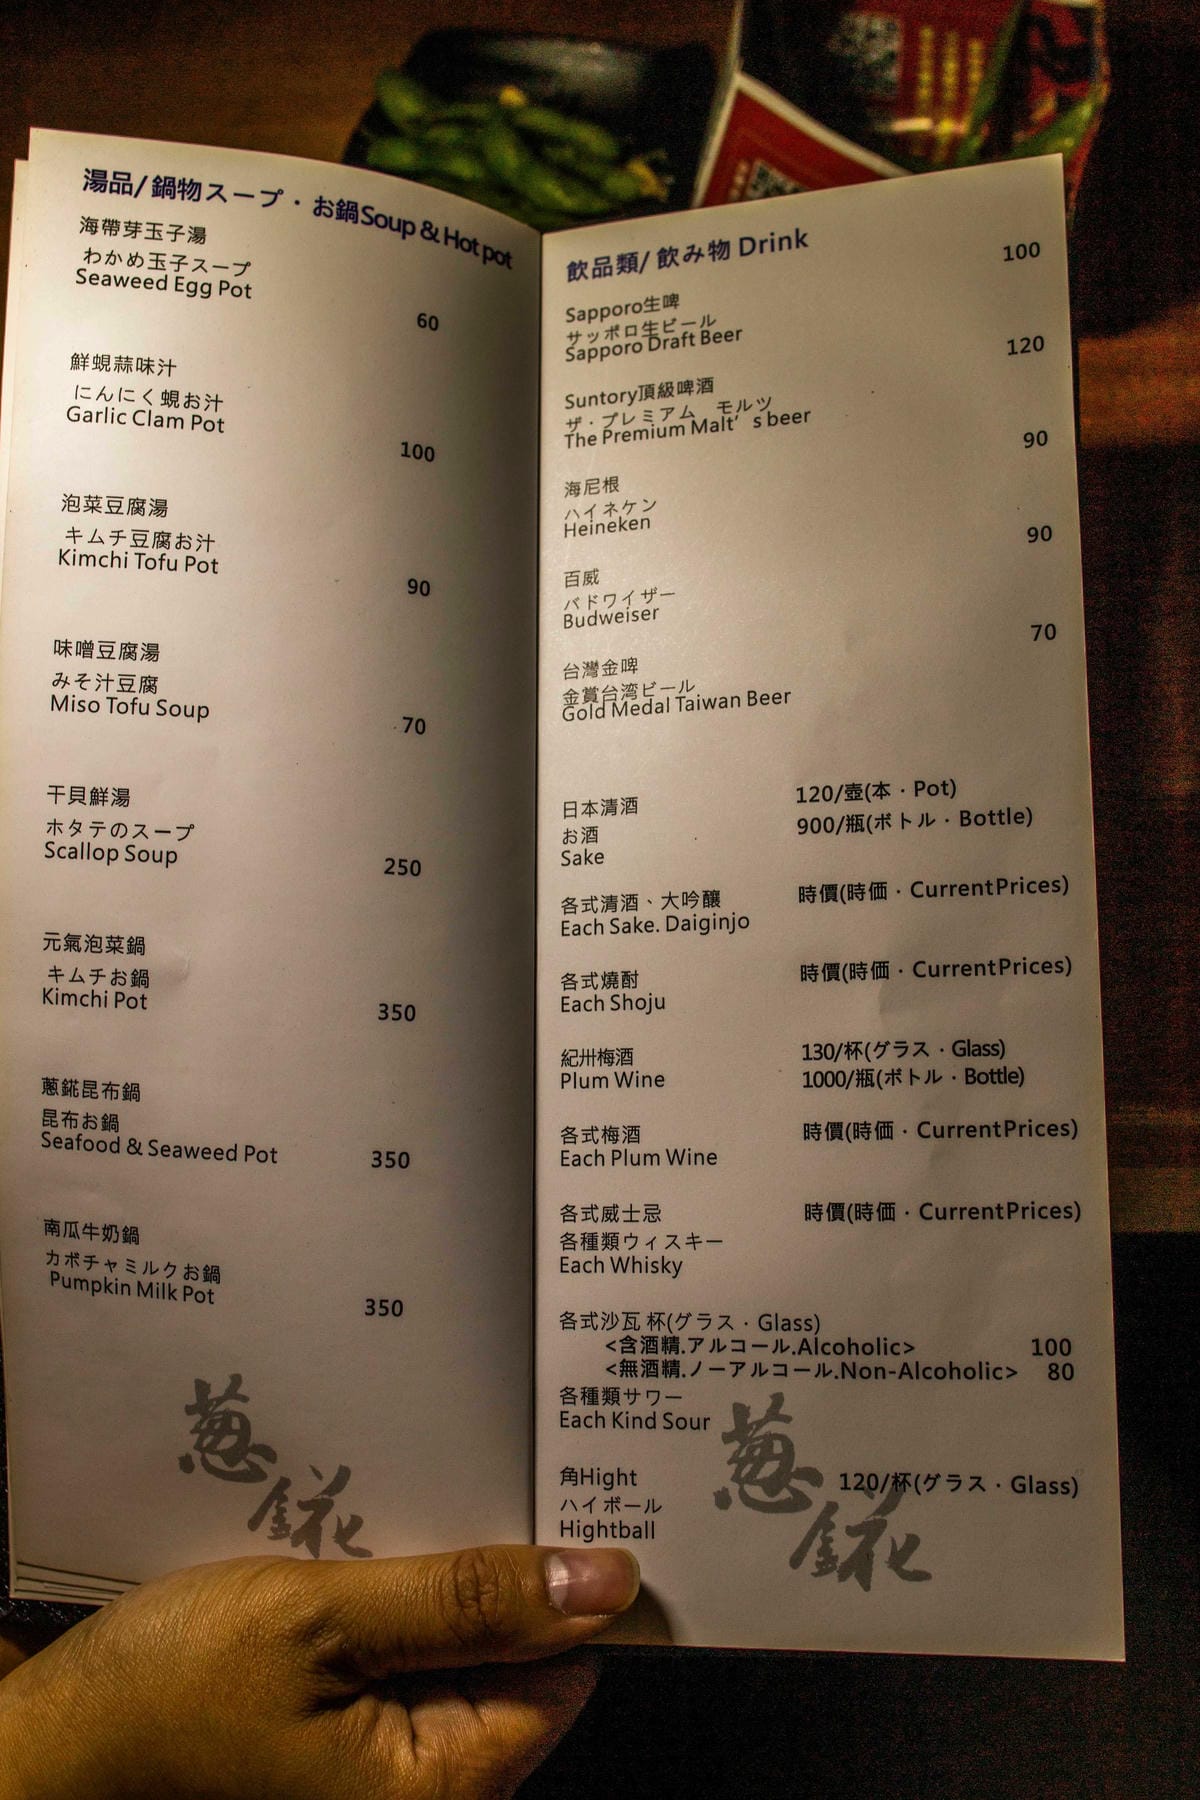 湯品/鍋物スープ・お鍋Soup & Hot pot
海帶芽玉子湯
わかめ玉子スープ
Seaweed Egg Pot
60
鮮蜆蒜味汁
にんにく蜆お汁
Garlic Clam Pot
100
泡菜豆腐湯
キムチ豆腐お汁
Kimchi Tofu Pot
90
味噌豆腐湯
みそ汁豆腐
Miso Tofu Soup
70
干貝鮮湯
ホタテのスープ
Scallop Soup
250
元氣泡菜鍋
キムチお鍋
Kimchi Pot
350
蔥錵昆布鍋
昆布お鍋
Seafood & Seaweed Pot
350
南瓜牛奶鍋
カボチャミルクお鍋
Pumpkin Milk Pot
350
葱錵
飲品類/飲み物 Drink
100
Sapporo生啤
サッポロ生ビール
Sapporo Draft Beer
120
Suntory頂級啤酒
ザ・プレミアム モルツ
The Premium Malt's beer
90
海尼根
ハイネケン
Heineken
90
百威
バドワイザー
Budweiser
70
台灣金啤
金賞台湾ビール
Gold Medal Taiwan Beer
日本清酒 120/壺(本・Pot)
お酒 900/瓶(ボトル・Bottle)
Sake
各式清酒、大吟釀 時價(時価・CurrentPrices)
Each Sake. Daiginjo
各式燒酎 時價(時価・CurrentPrices)
Each Shoju
紀卅梅酒 130/杯(グラス・Glass)
Plum Wine 1000/瓶(ボトル・Bottle)
各式梅酒 時價(時価・CurrentPrices)
Each Plum Wine
各式威士忌 時價(時価・CurrentPrices)
各種類ウィスキー
Each Whisky
各式沙瓦 杯(グラス・Glass)
<含酒精.アルコール.Alcoholic> 100
<無酒精.ノーアルコール.Non-Alcoholic> 80
各種類サワー
Each Kind Sour
角Hight 120/杯(グラス・Glass)
ハイボール
Hightball
葱錵